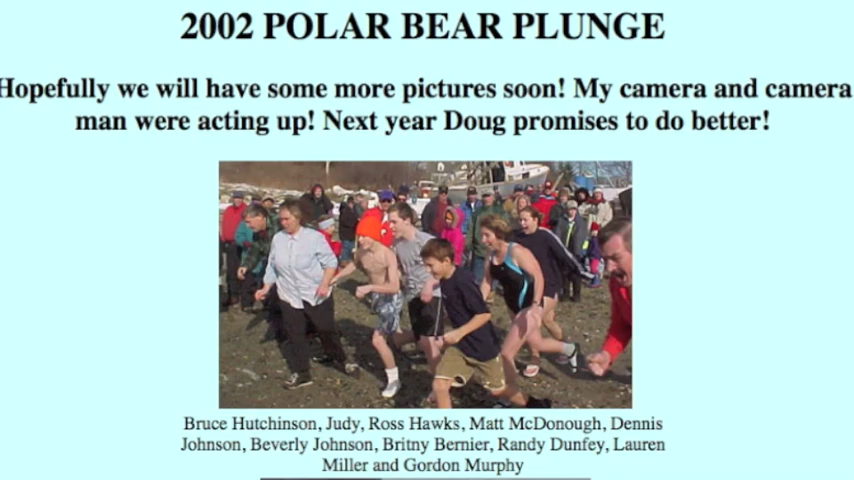 2002 POLAR BEAR PLUNGE
Hopefully we will have some more pictures soon! My camera and camera
man were acting up! Next year Doug promises to do better!
Bruce Hutchinson, Judy, Ross Hawks, Matt McDonough, Dennis
Johnson, Beverly Johnson, Britny Bernier, Randy Dunfey, Lauren
Miller and Gordon Murphy